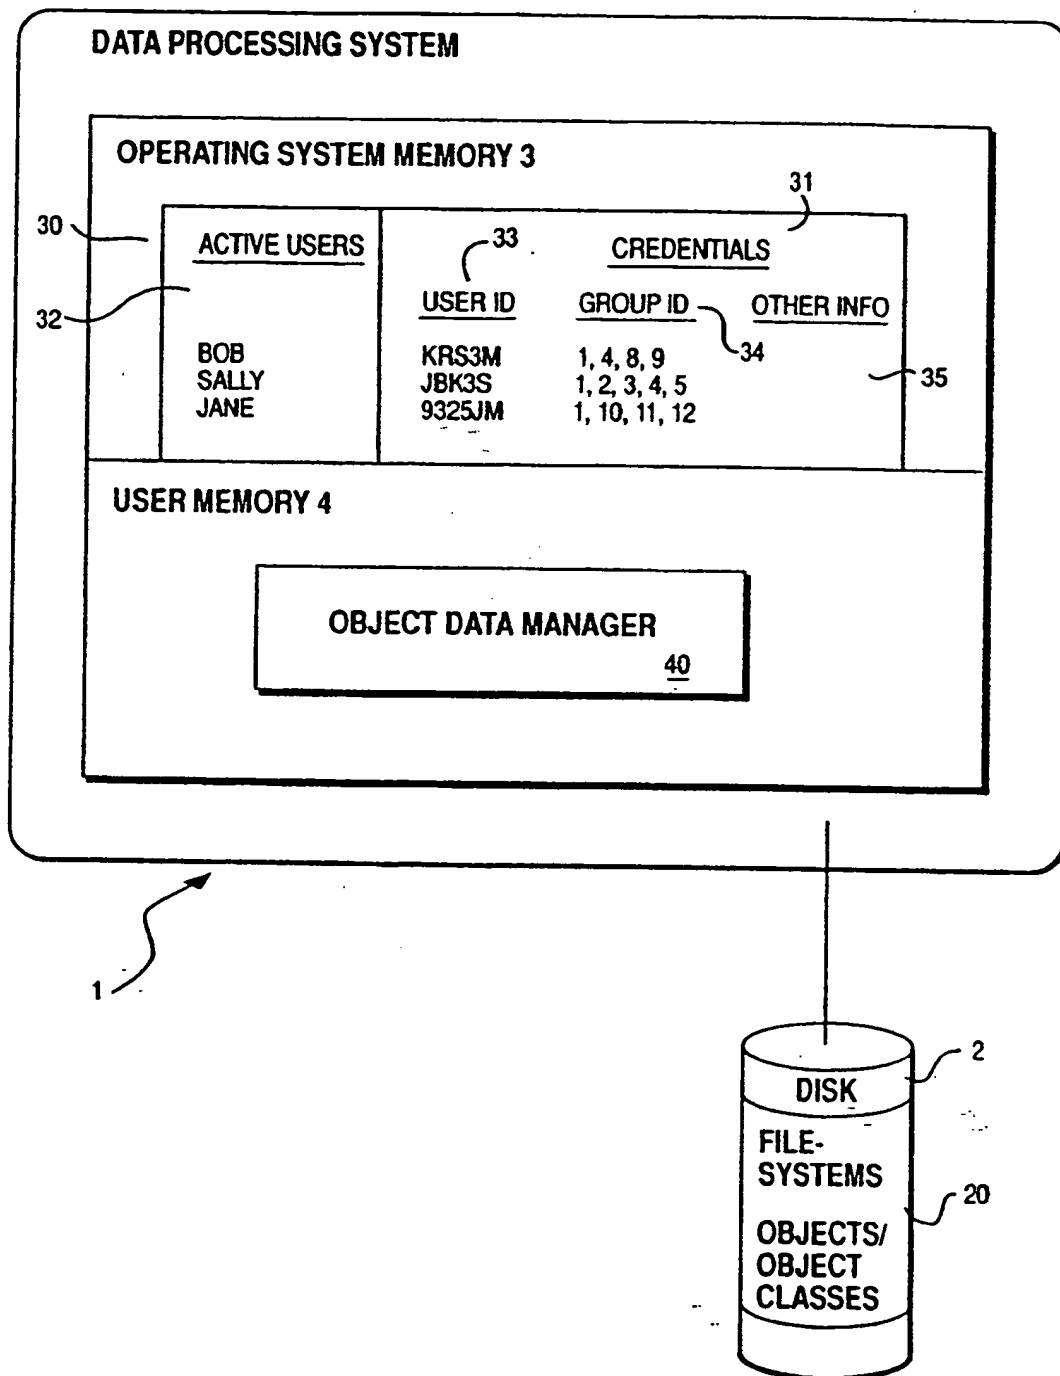 DATA PROCESSING SYSTEM
OPERATING SYSTEM MEMORY 3
31
30
ACTIVE USERS
33
CREDENTIALS
32
USER ID
GROUP ID
OTHER INFO
34
35
BOB KRS3M 1, 4, 8, 9
SALLY JBK3S 1, 2, 3, 4, 5
JANE 9325JM 1, 10, 11, 12
USER MEMORY 4
OBJECT DATA MANAGER
40
1
2
DISK
FILE-
SYSTEMS
20
OBJECTS/
OBJECT
CLASSES